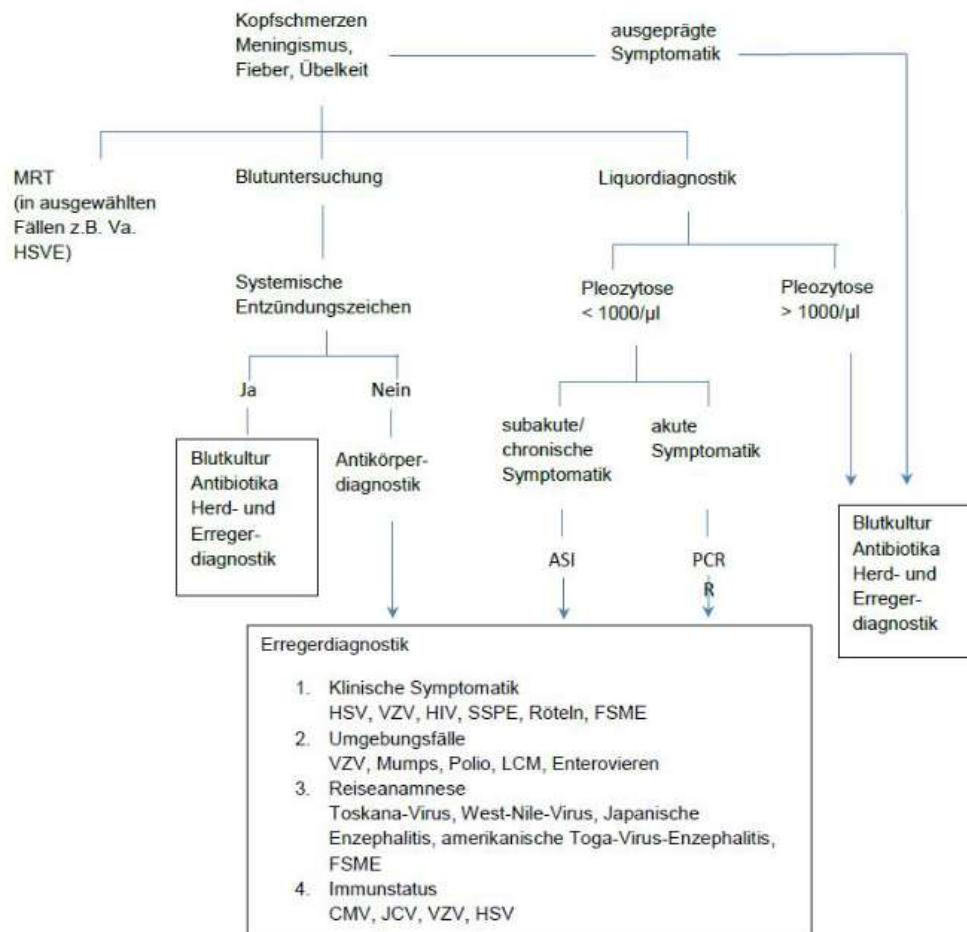 Kopfschmerzen
Meningismus,
Fieber, Übelkeit
ausgeprägte
Symptomatik
MRT
(in ausgewählten
Fällen z.B. Va.
HSVE)
Blutuntersuchung
Liquordiagnostik
Systemische
Entzündungszeichen
Pleozytose
< 1000/µl
Pleozytose
> 1000/µl
Ja
Nein
subakute/
chronische
Symptomatik
akute
Symptomatik
Blutkultur
Antibiotika
Herd- und
Erreger-
diagnostik
Antikörper-
diagnostik
ASI
PCR
R
Blutkultur
Antibiotika
Herd- und
Erreger-
diagnostik
Erregerdiagnostik
1. Klinische Symptomatik
HSV, VZV, HIV, SSPE, Röteln, FSME
2. Umgebungsfälle
VZV, Mumps, Polio, LCM, Enterovieren
3. Reiseanamnese
Toskana-Virus, West-Nile-Virus, Japanische
Enzephalitis, amerikanische Toga-Virus-Enzephalitis,
FSME
4. Immunstatus
CMV, JCV, VZV, HSV